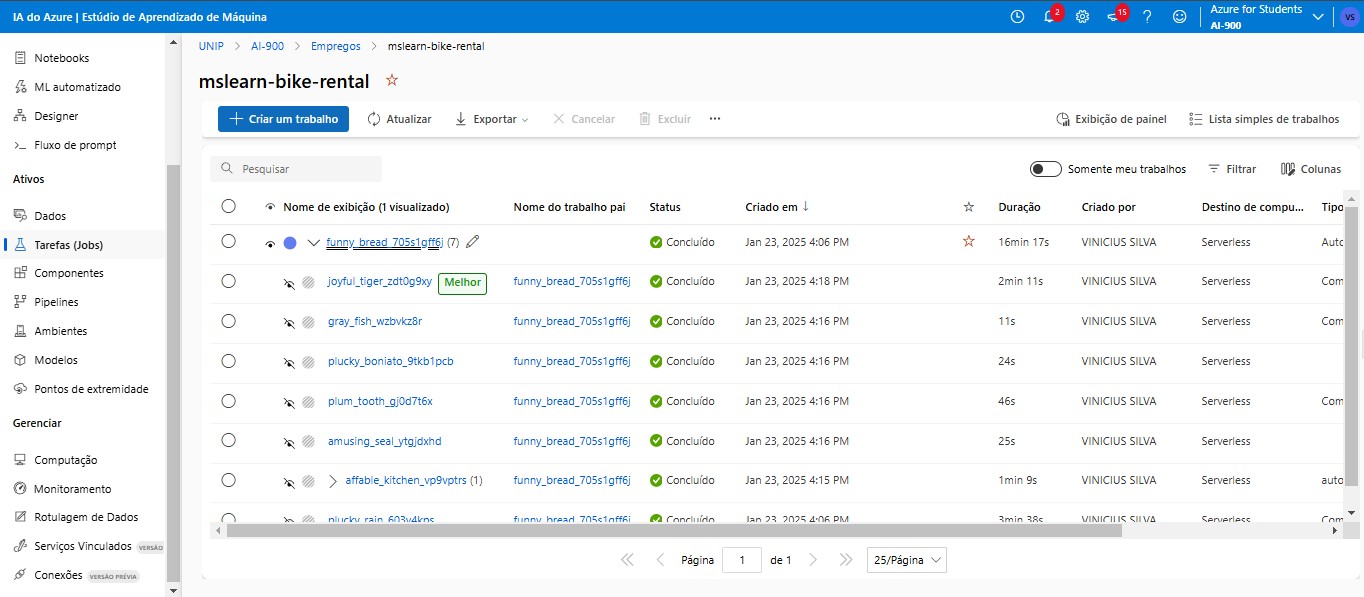 IA do Azure | Estúdio de Aprendizado de Máquina
2
15
Azure for Students
AI-900
VS
Notebooks
ML automatizado
Designer
Fluxo de prompt
Ativos
Dados
Tarefas (Jobs)
Componentes
Pipelines
Ambientes
Modelos
Pontos de extremidade
Gerenciar
Computação
Monitoramento
Rotulagem de Dados
Serviços Vinculados VERSÃO
Conexões VERSÃO PRÉVIA
UNIP > AI-900 > Empregos > mslearn-bike-rental
mslearn-bike-rental
Criar um trabalho Atualizar Exportar Cancelar Excluir ... Exibição de painel Lista simples de trabalhos
Pesquisar Somente meu trabalhos Filtrar Colunas
Nome de exibição (1 visualizado) Nome do trabalho pai Status Criado em ↓ Duração Criado por Destino de compu... Tipo
funny_bread_705s1gff6j (7) Concluído Jan 23, 2025 4:06 PM 16min 17s VINICIUS SILVA Serverless Auto
joyful_tiger_zdt0g9xy Melhor funny_bread_705s1gff6j Concluído Jan 23, 2025 4:18 PM 2min 11s VINICIUS SILVA Serverless Com
gray_fish_wzbvkz8r funny_bread_705s1gff6j Concluído Jan 23, 2025 4:16 PM 11s VINICIUS SILVA Serverless Com
plucky_boniato_9tkb1pcb funny_bread_705s1gff6j Concluído Jan 23, 2025 4:16 PM 24s VINICIUS SILVA Serverless
plum_tooth_gj0d7t6x funny_bread_705s1gff6j Concluído Jan 23, 2025 4:16 PM 46s VINICIUS SILVA Serverless Com
amusing_seal_ytgjdxhd funny_bread_705s1gff6j Concluído Jan 23, 2025 4:16 PM 25s VINICIUS SILVA Serverless
affable_kitchen_vp9vptrs (1) funny_bread_705s1gff6j Concluído Jan 23, 2025 4:15 PM 1min 9s VINICIUS SILVA Serverless auto
funny_bread_705s1gff6j Concluído Jan 23, 2025 4:06 PM 3min 38s VINICIUS SILVA Serverless Com
Página 1 de 1 25/Página